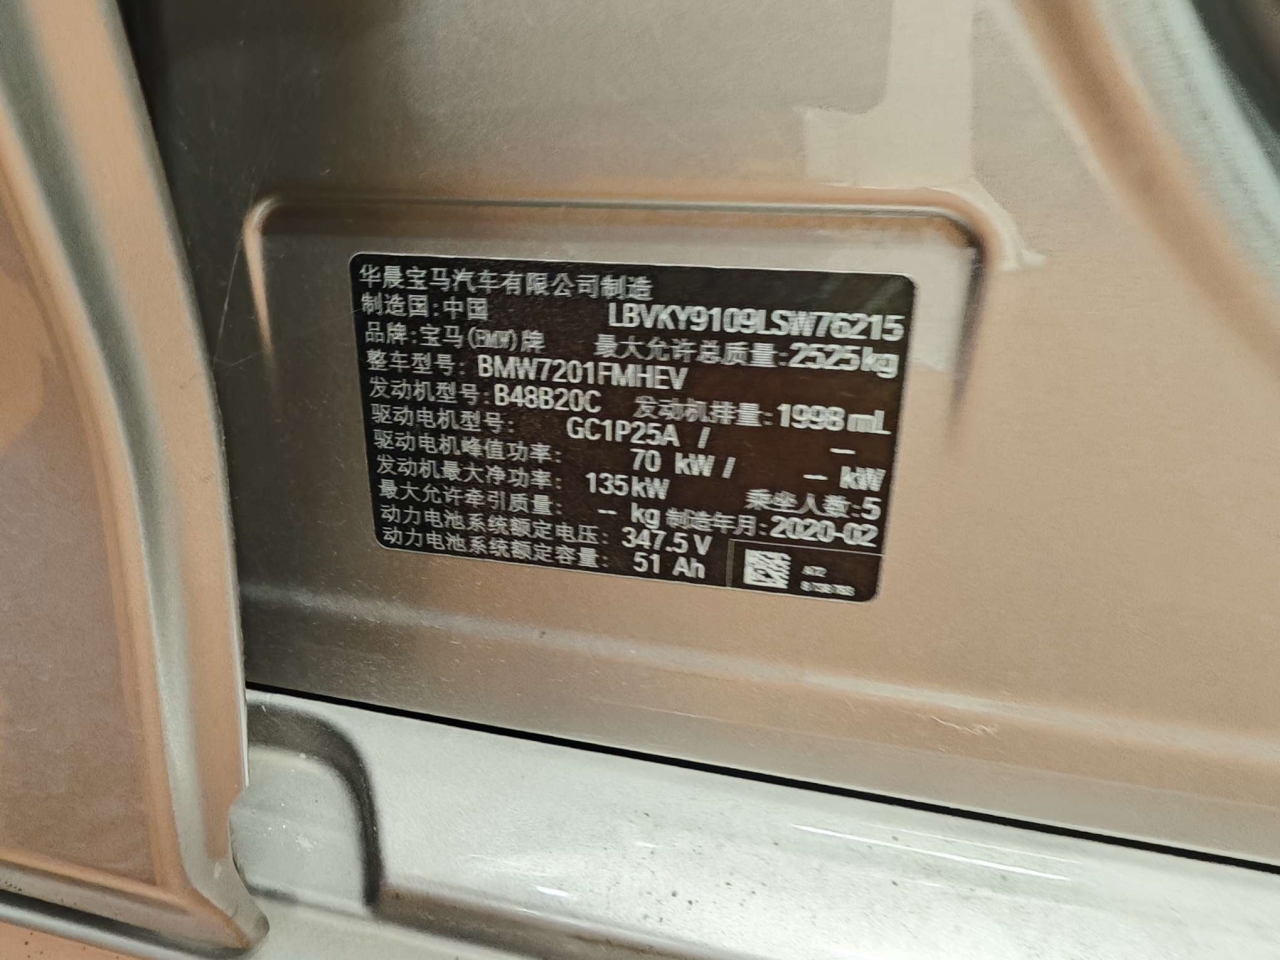 华晨宝马汽车有限公司制造
制造国:中国 LBVKY9109LSW76215
品牌:宝马(BMW)牌 最大允许总质量:2525kg
整车型号: BMW7201FMHEV
发动机型号: B48B20C 发动机排量: 1998 mL
驱动电机型号: GC1P25A / --
驱动电机峰值功率: 70 kW / -- kW
发动机最大净功率: 135kW 乘坐人数: 5
最大允许牵引质量: -- kg 制造年月: 2020-02
动力电池系统额定电压: 347.5 V
动力电池系统额定容量: 51 Ah